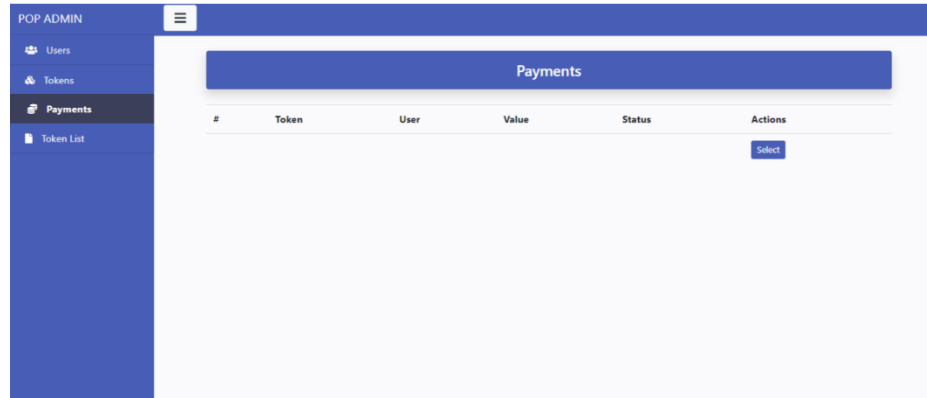 POP ADMIN
Users
Tokens
Payments
Token List
Payments
# Token User Value Status Actions
Select